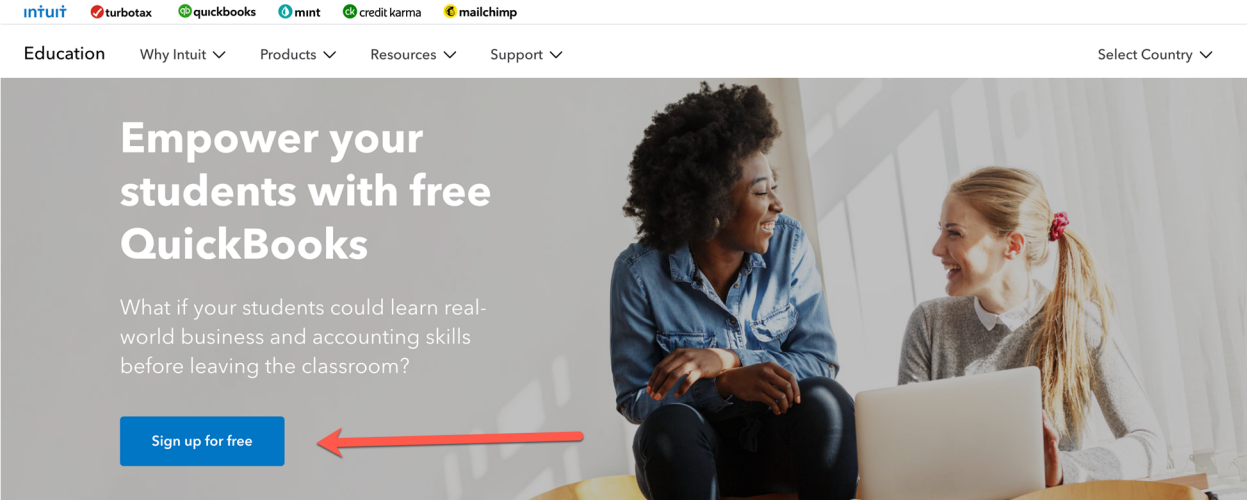 intuit turbotax quickbooks mint credit karma mailchimp
Education Why Intuit Products Resources Support Select Country
Empower your
students with free
QuickBooks
What if your students could learn real-
world business and accounting skills
before leaving the classroom?
Sign up for free